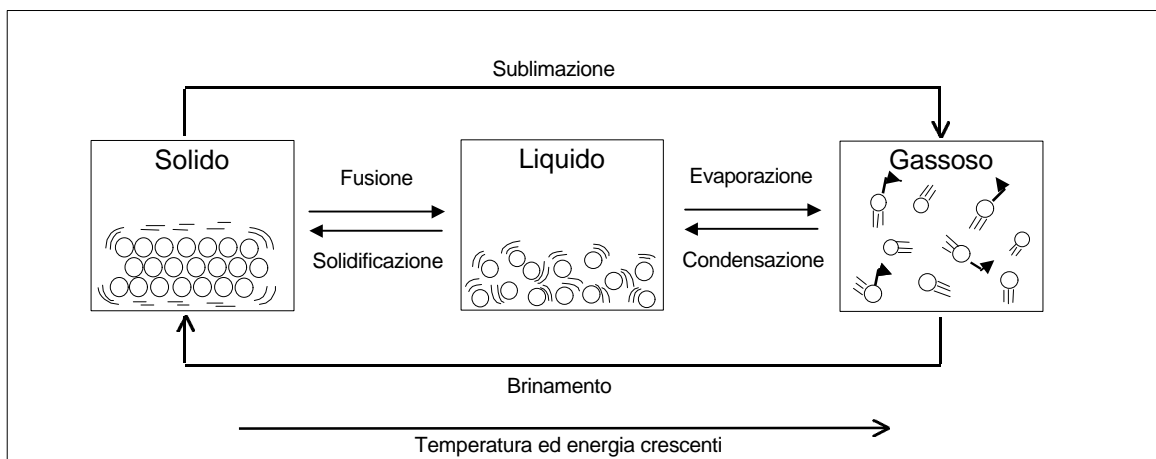 Sublimazione
Solido
Liquido
Gassoso
Fusione
Evaporazione
Solidificazione
Condensazione
Brinamento
Temperatura ed energia crescenti